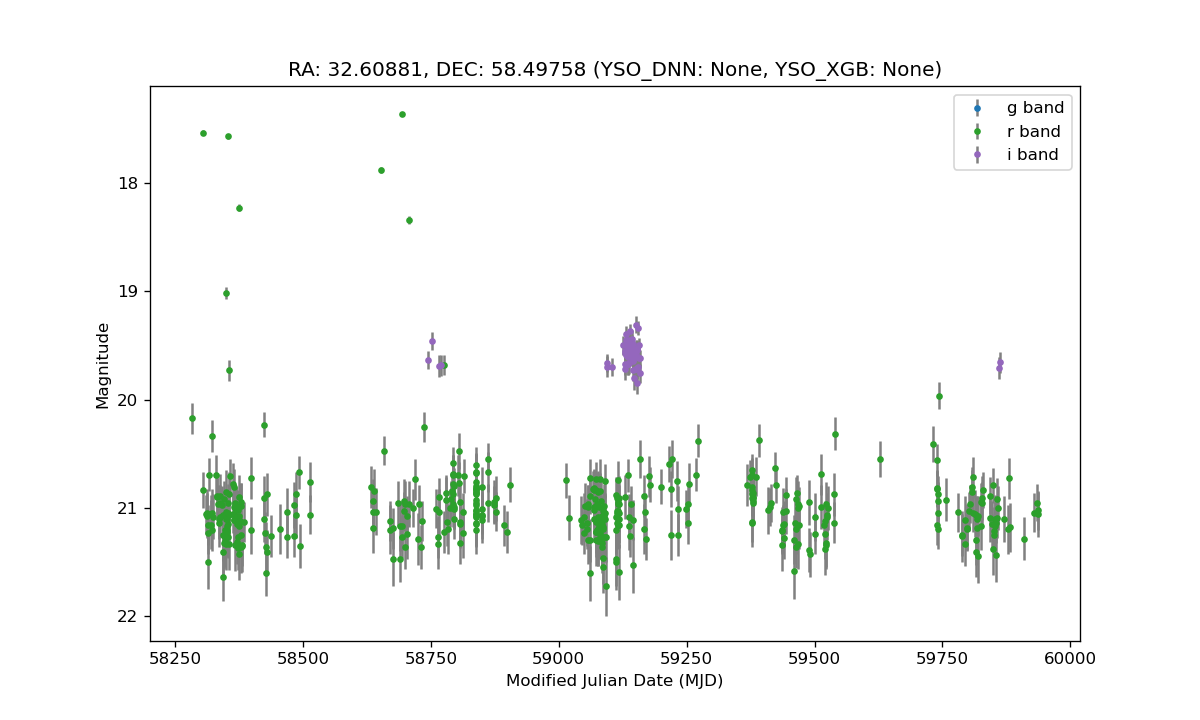 RA: 32.60881, DEC: 58.49758 (YSO_DNN: None, YSO_XGB: None)
g band
r band
i band
18
19
20
21
22
Magnitude
58250 58500 58750 59000 59250 59500 59750 60000
Modified Julian Date (MJD)